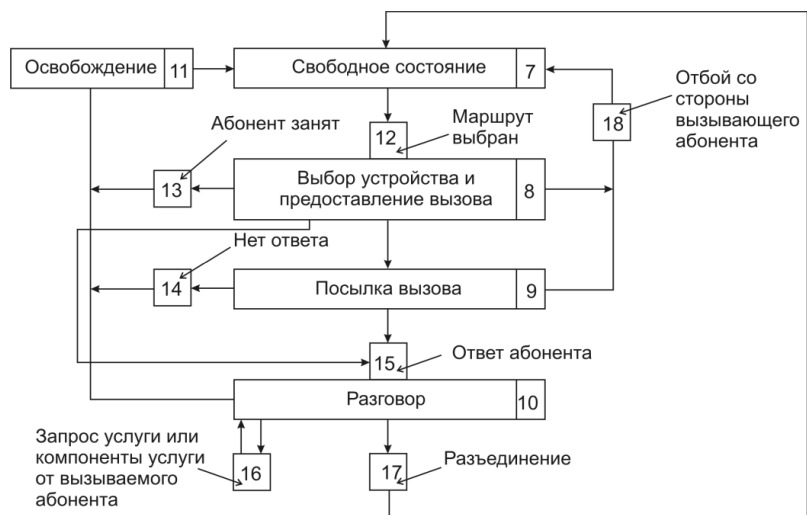 Освобождение 11
Свободное состояние 7
Отбой со
стороны
вызывающего
абонента
18
Абонент занят
12
Маршрут
выбран
13
Выбор устройства и
предоставление вызова
8
Нет ответа
14
Посылка вызова 9
15
Ответ абонента
Разговор 10
Запрос услуги или
компоненты услуги
от вызываемого
абонента
16
17
Разъединение